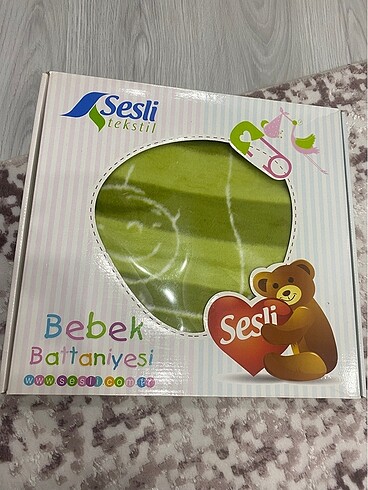 Sesli
tekstil
Sesli
Bebek
Battaniyesi
www.sesli.com.tr